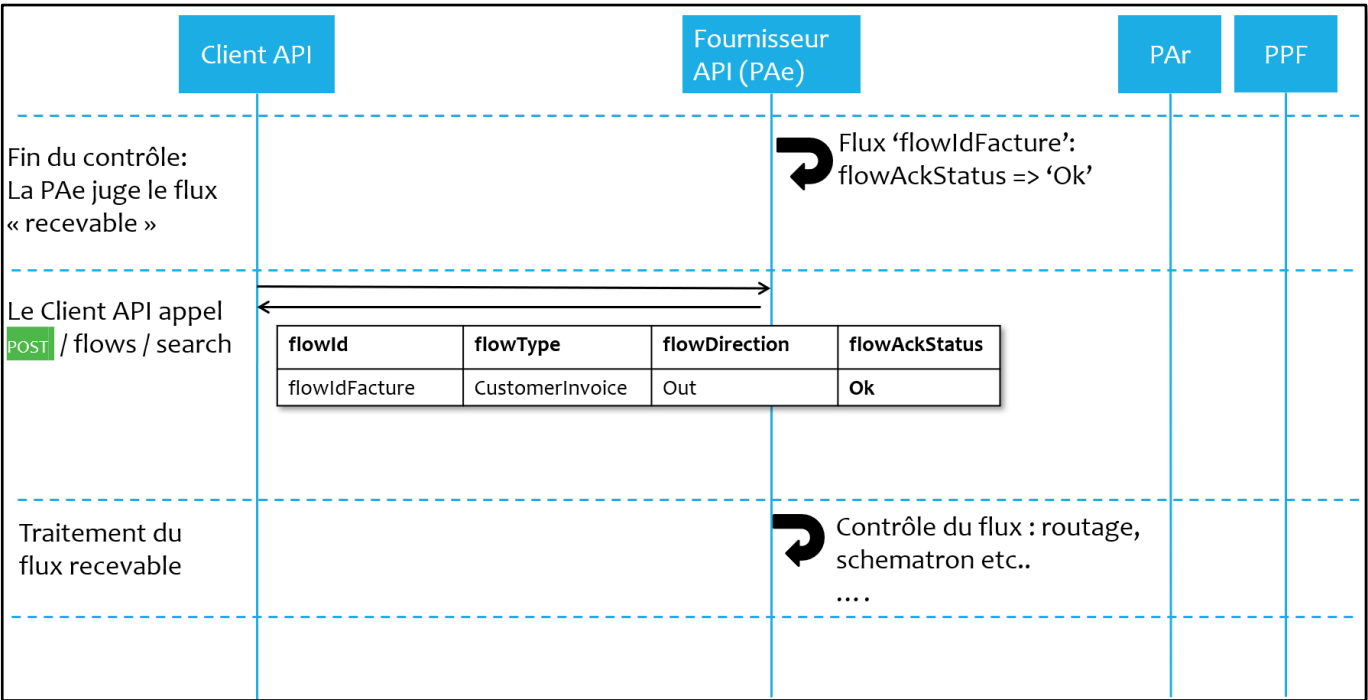 Client API
Fournisseur
API (PAe)
PAr
PPF
Fin du contrôle:
La PAe juge le flux
« recevable »
Flux ‘flowIdFacture’:
flowAckStatus => ‘Ok’
Le Client API appel
POST / flows / search
flowId flowType flowDirection flowAckStatus
flowIdFacture CustomerInvoice Out Ok
Traitement du
flux recevable
Contrôle du flux : routage,
schematron etc..
....